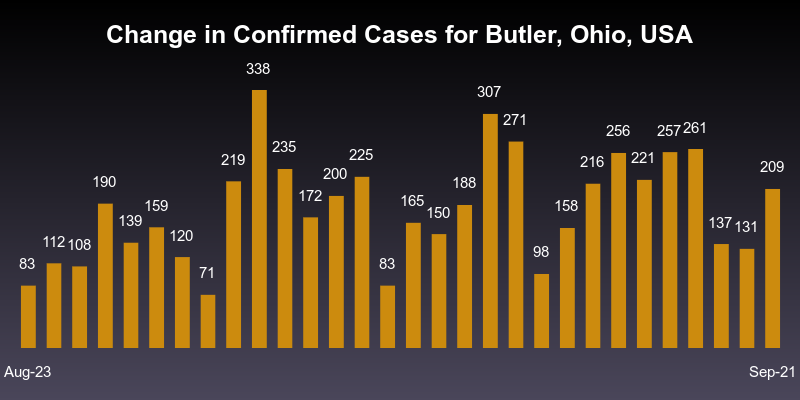 Change in Confirmed Cases for Butler, Ohio, USA
83 112 108 190 139 159 120 71 219 338 235 172 200 225 83 165 150 188 307 271 98 158 216 256 221 257 261 137 131 209
Aug-23 Sep-21